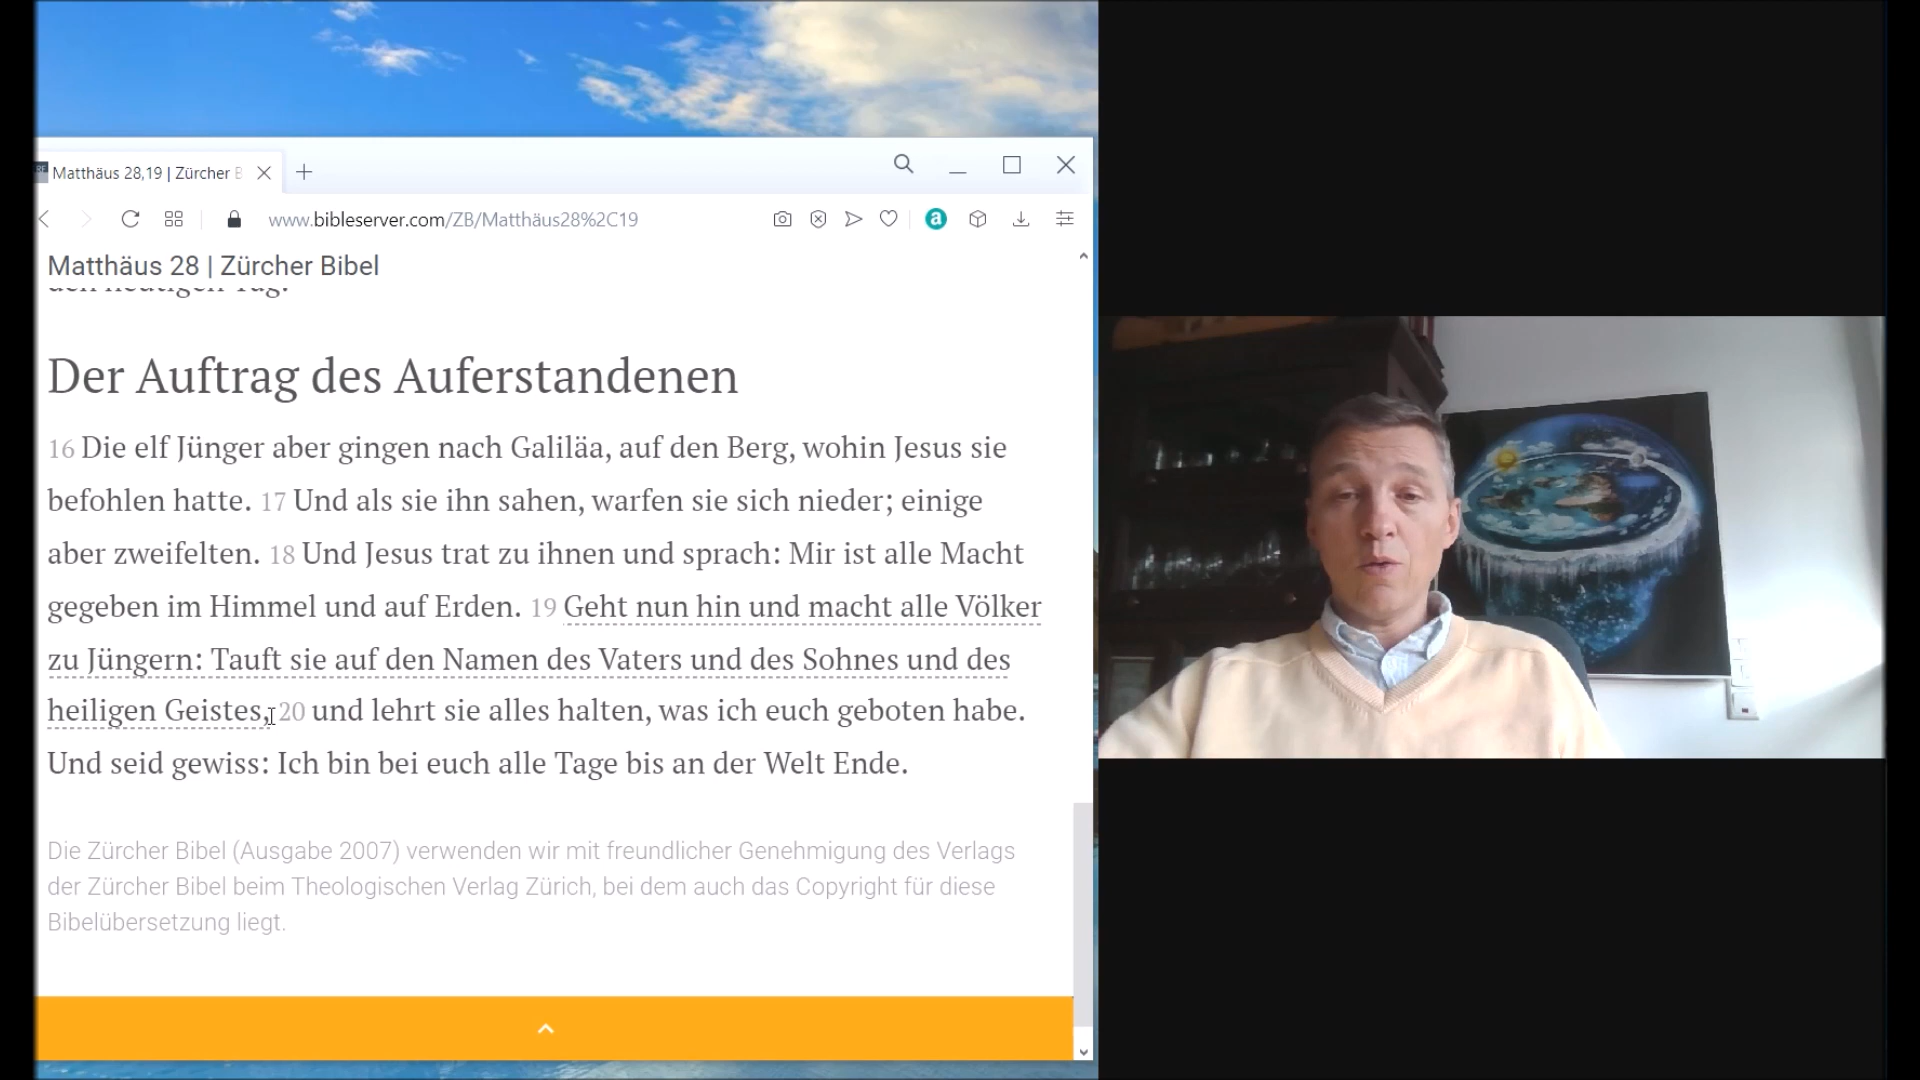 Matthäus 28,19 | Zürcher B
www.bibleserver.com/ZB/Matthäus28%2C19
a
Matthäus 28 | Zürcher Bibel
den heutigen Tag.
Der Auftrag des Auferstandenen
16 Die elf Jünger aber gingen nach Galiläa, auf den Berg, wohin Jesus sie
befohlen hatte. 17 Und als sie ihn sahen, warfen sie sich nieder; einige
aber zweifelten. 18 Und Jesus trat zu ihnen und sprach: Mir ist alle Macht
gegeben im Himmel und auf Erden. 19 Geht nun hin und macht alle Völker
zu Jüngern: Tauft sie auf den Namen des Vaters und des Sohnes und des
heiligen Geistes, 20 und lehrt sie alles halten, was ich euch geboten habe.
Und seid gewiss: Ich bin bei euch alle Tage bis an der Welt Ende.
Die Zürcher Bibel (Ausgabe 2007) verwenden wir mit freundlicher Genehmigung des Verlags
der Zürcher Bibel beim Theologischen Verlag Zürich, bei dem auch das Copyright für diese
Bibelübersetzung liegt.